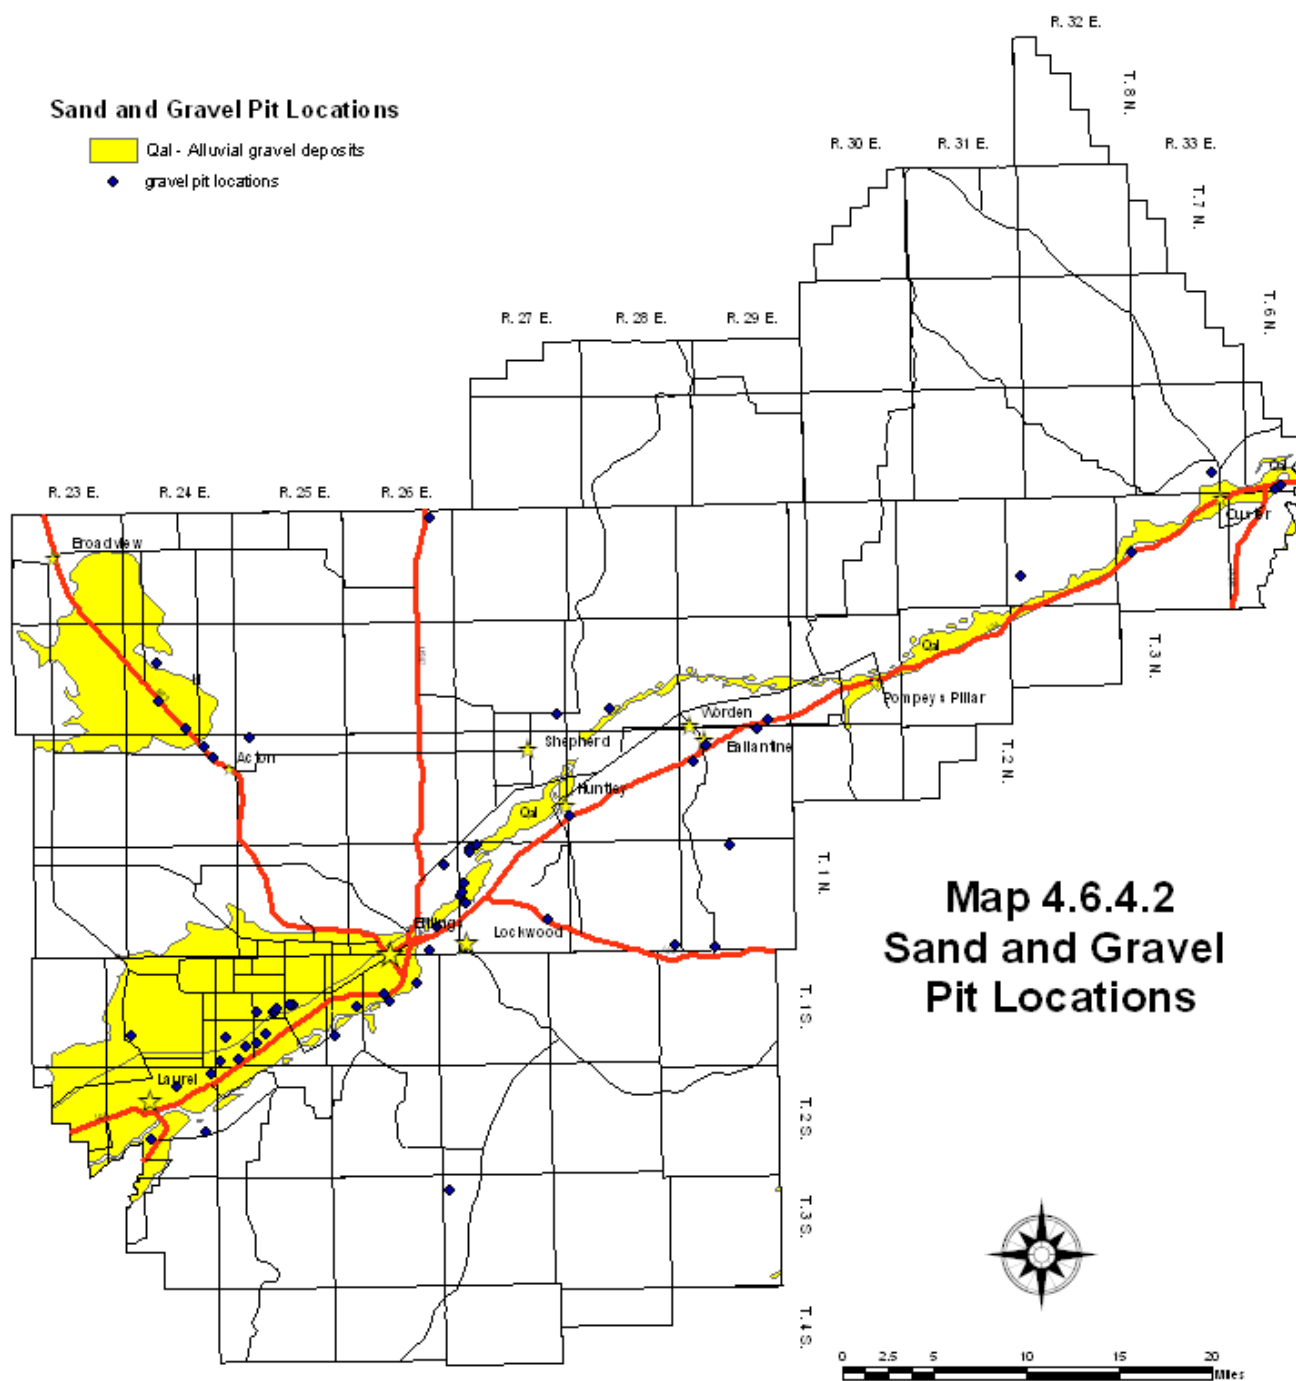 R. 32 E.
T. 8 N.
Sand and Gravel Pit Locations
Qal - Alluvial gravel deposits
gravel pit locations
R. 30 E.
R. 31 E.
R. 33 E.
T. 7 N.
T. 6 N.
R. 27 E.
R. 28 E.
R. 29 E.
R. 23 E.
R. 24 E.
R. 25 E.
R. 26 E.
Qal
Custer
Broadview
Qal
T. 3 N.
Pompeys Pillar
Worden
Shepherd
Ballantine
Acton
T. 2 N.
Huntley
Qal
T. 1 N.
Billings
Lockwood
Map 4.6.4.2
Sand and Gravel
Pit Locations
T. 1 S.
Laurel
T. 2 S.
T. 3 S.
T. 4 S.
0 2.5 5 10 15 20
Miles